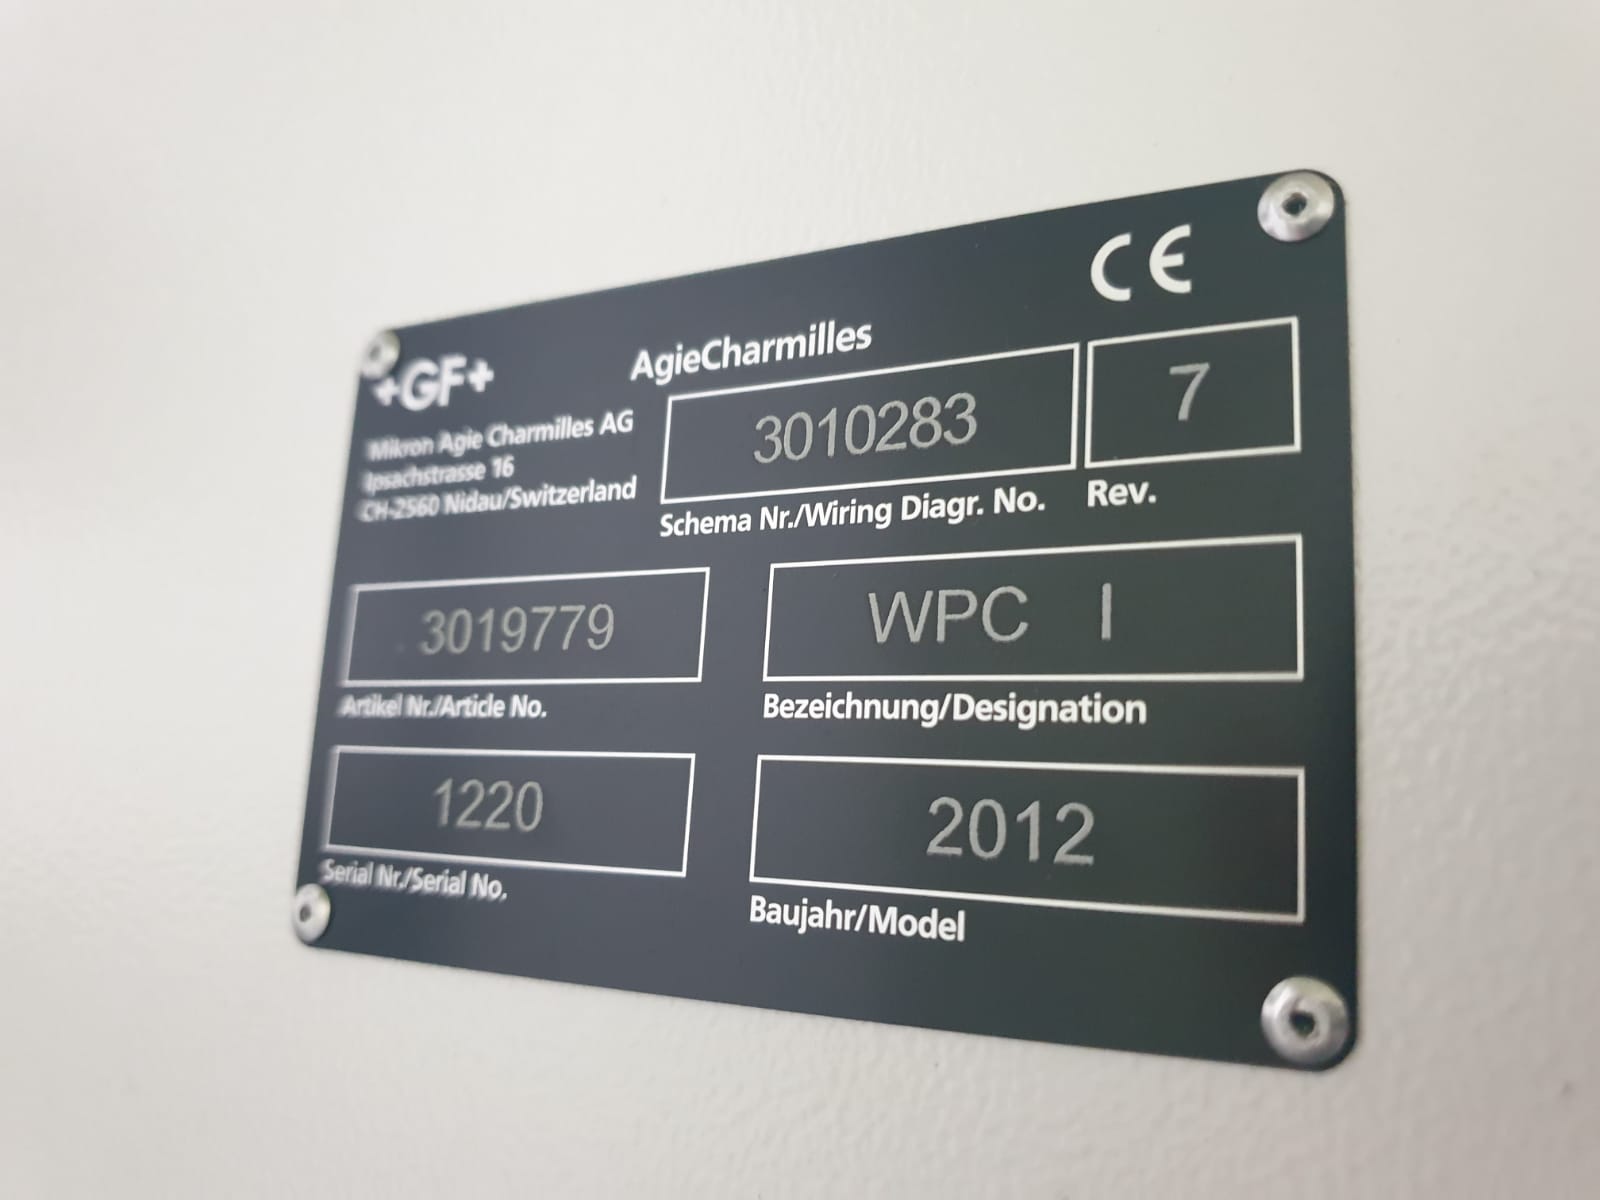 CE
+GF+
AgieCharmilles
Mikron Agie Charmilles AG
Ipsachstrasse 16
CH-2560 Nidau/Switzerland
3010283
7
Schema Nr./Wiring Diagr. No.
Rev.
3019779
WPC I
Artikel Nr./Article No.
Bezeichnung/Designation
1220
2012
Serial Nr./Serial No.
Baujahr/Model